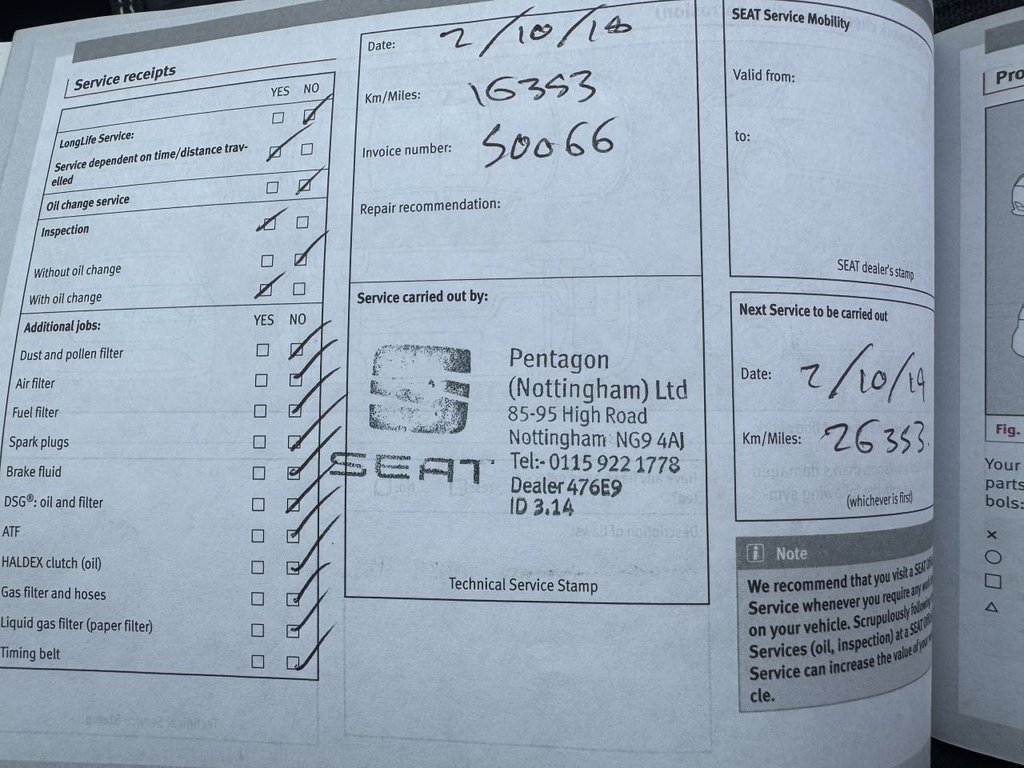 Service receipts
YES NO
LongLife Service:
Service dependent on time/distance trav-
elled
Oil change service
Inspection
Without oil change
With oil change
Additional jobs:
YES NO
Dust and pollen filter
Air filter
Fuel filter
Spark plugs
Brake fluid
DSG®: oil and filter
ATF
HALDEX clutch (oil)
Gas filter and hoses
Liquid gas filter (paper filter)
Timing belt
Date: 2/10/18
Km/Miles: 16353
Invoice number: 50066
Repair recommendation:
Service carried out by:
SEAT
Pentagon
(Nottingham) Ltd
85-95 High Road
Nottingham NG9 4AJ
Tel:- 0115 922 1778
Dealer 476E9
ID 3.14
Technical Service Stamp
SEAT Service Mobility
Valid from:
to:
SEAT dealer's stamp
Next Service to be carried out
Date: 2/10/19
Km/Miles: 26353.
(whichever is first)
i Note
We recommend that you visit a SEAT
Service whenever you require any
on your vehicle. Scrupulously following
Services (oil, inspection) at a SEAT
Service can increase the value of your
cle.
Pro
Fig.
Your
parts
bols: